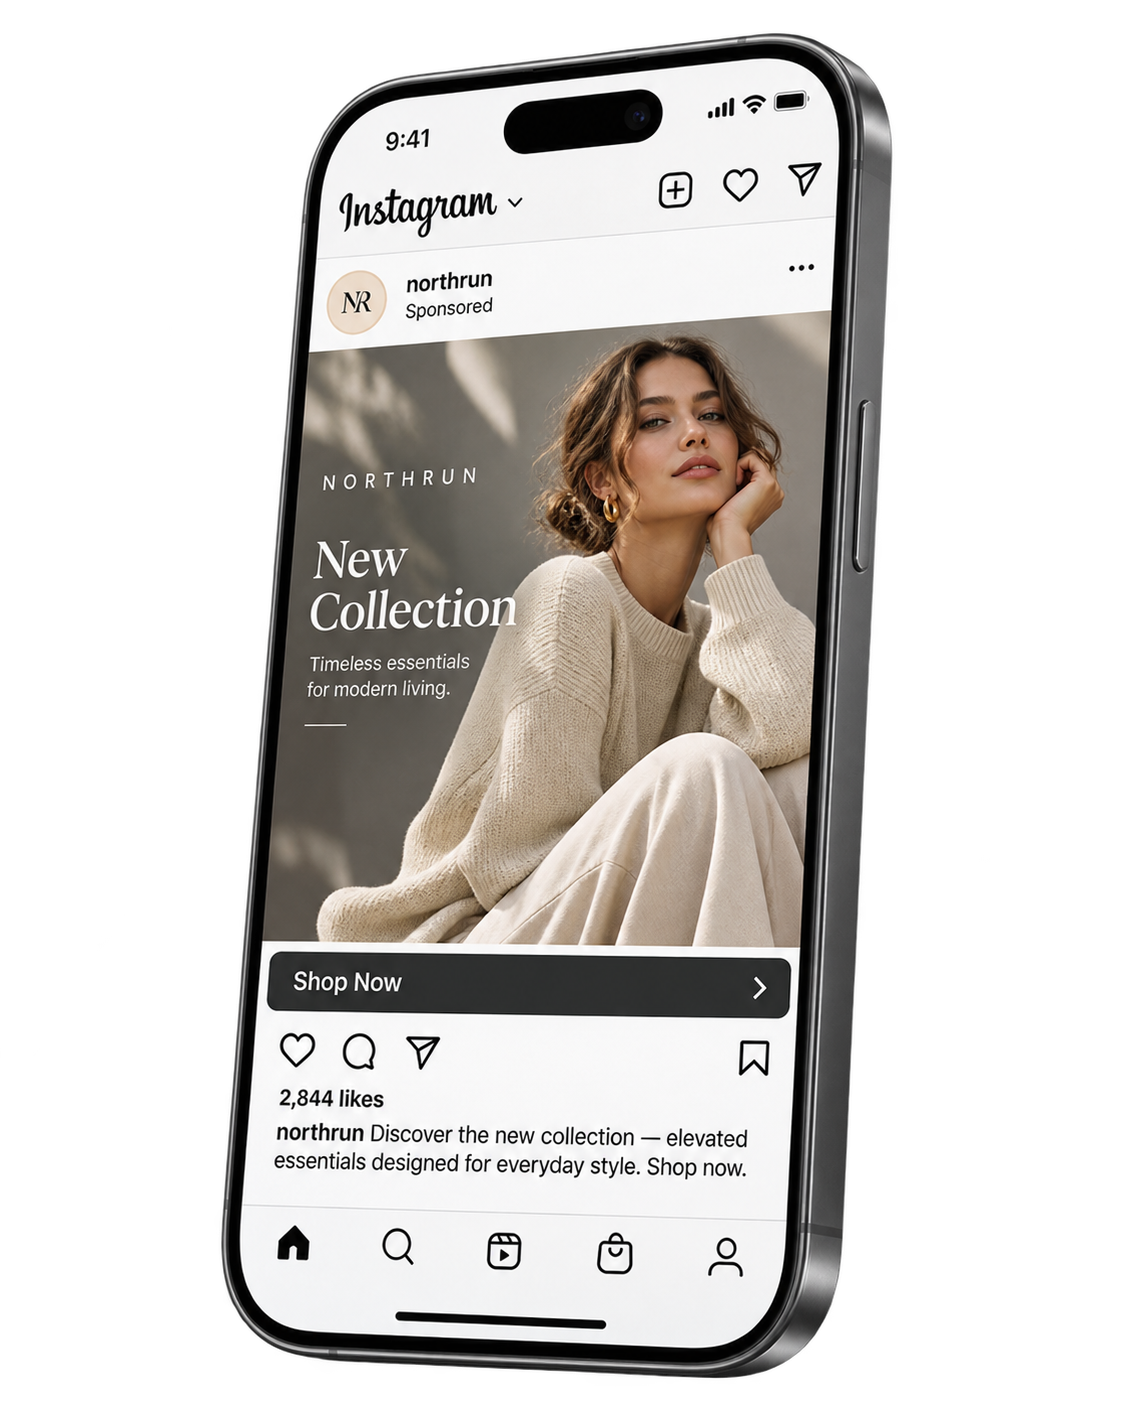 9:41
Instagram
NR
northrun
Sponsored
NORTHRUN
New
Collection
Timeless essentials
for modern living.
Shop Now
2,844 likes
northrun Discover the new collection — elevated
essentials designed for everyday style. Shop now.